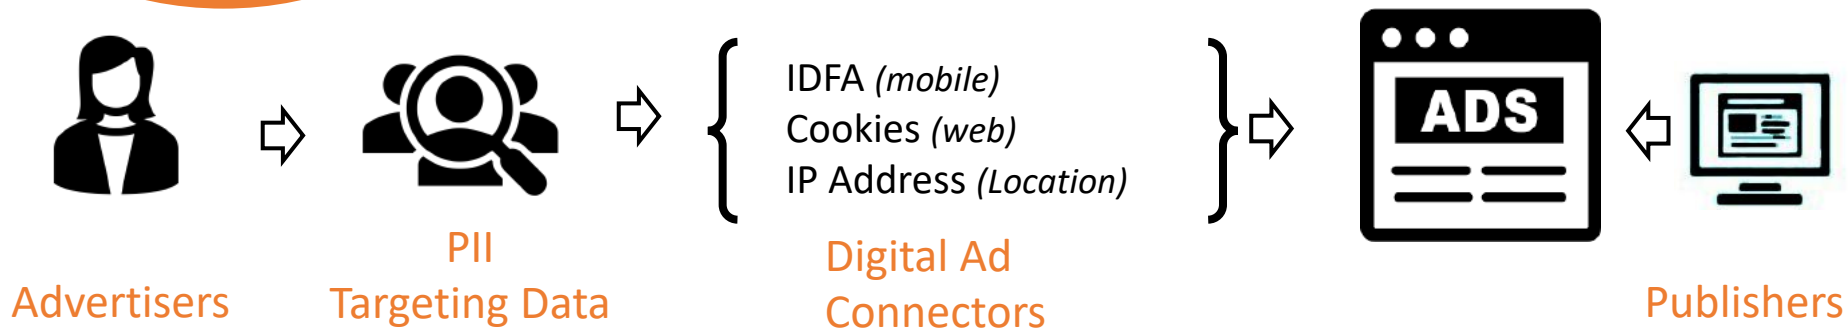 IDFA (mobile)
Cookies (web)
IP Address (Location)
ADS
PII
Targeting Data
Digital Ad
Connectors
Advertisers
Publishers